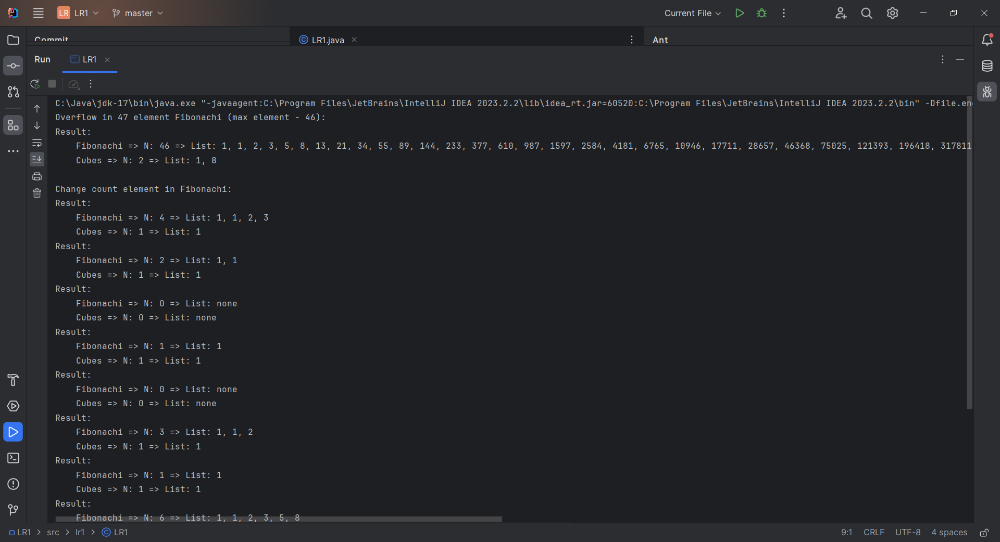 LR LR1 master Current File
Commit LR1.java Ant
Run LR1
C:\Java\jdk-17\bin\java.exe "-javaagent:C:\Program Files\JetBrains\IntelliJ IDEA 2023.2.2\lib\idea_rt.jar=60520:C:\Program Files\JetBrains\IntelliJ IDEA 2023.2.2\bin" -Dfile.enc
Overflow in 47 element Fibonachi (max element - 46):
Result:
Fibonachi => N: 46 => List: 1, 1, 2, 3, 5, 8, 13, 21, 34, 55, 89, 144, 233, 377, 610, 987, 1597, 2584, 4181, 6765, 10946, 17711, 28657, 46368, 75025, 121393, 196418, 317811
Cubes => N: 2 => List: 1, 8
Change count element in Fibonachi:
Result:
Fibonachi => N: 4 => List: 1, 1, 2, 3
Cubes => N: 1 => List: 1
Result:
Fibonachi => N: 2 => List: 1, 1
Cubes => N: 1 => List: 1
Result:
Fibonachi => N: 0 => List: none
Cubes => N: 0 => List: none
Result:
Fibonachi => N: 1 => List: 1
Cubes => N: 1 => List: 1
Result:
Fibonachi => N: 0 => List: none
Cubes => N: 0 => List: none
Result:
Fibonachi => N: 3 => List: 1, 1, 2
Cubes => N: 1 => List: 1
Result:
Fibonachi => N: 1 => List: 1
Cubes => N: 1 => List: 1
Result:
Fibonachi => N: 6 => List: 1, 1, 2, 3, 5, 8
LR1 > src > lr1 > LR1 9:1 CRLF UTF-8 4 spaces